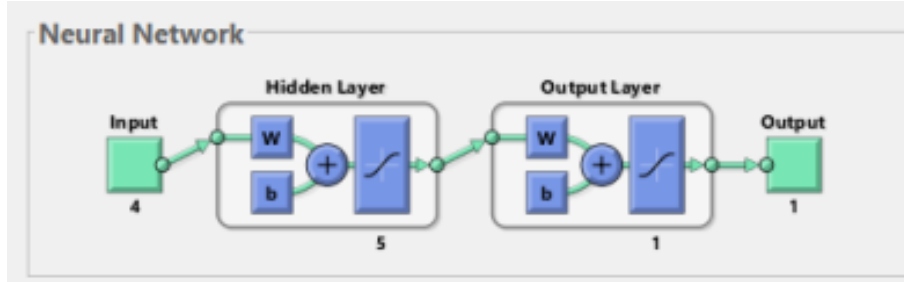 Neural Network
Hidden Layer
Output Layer
Input
Output
W
W
+
+
b
b
4
1
5
1